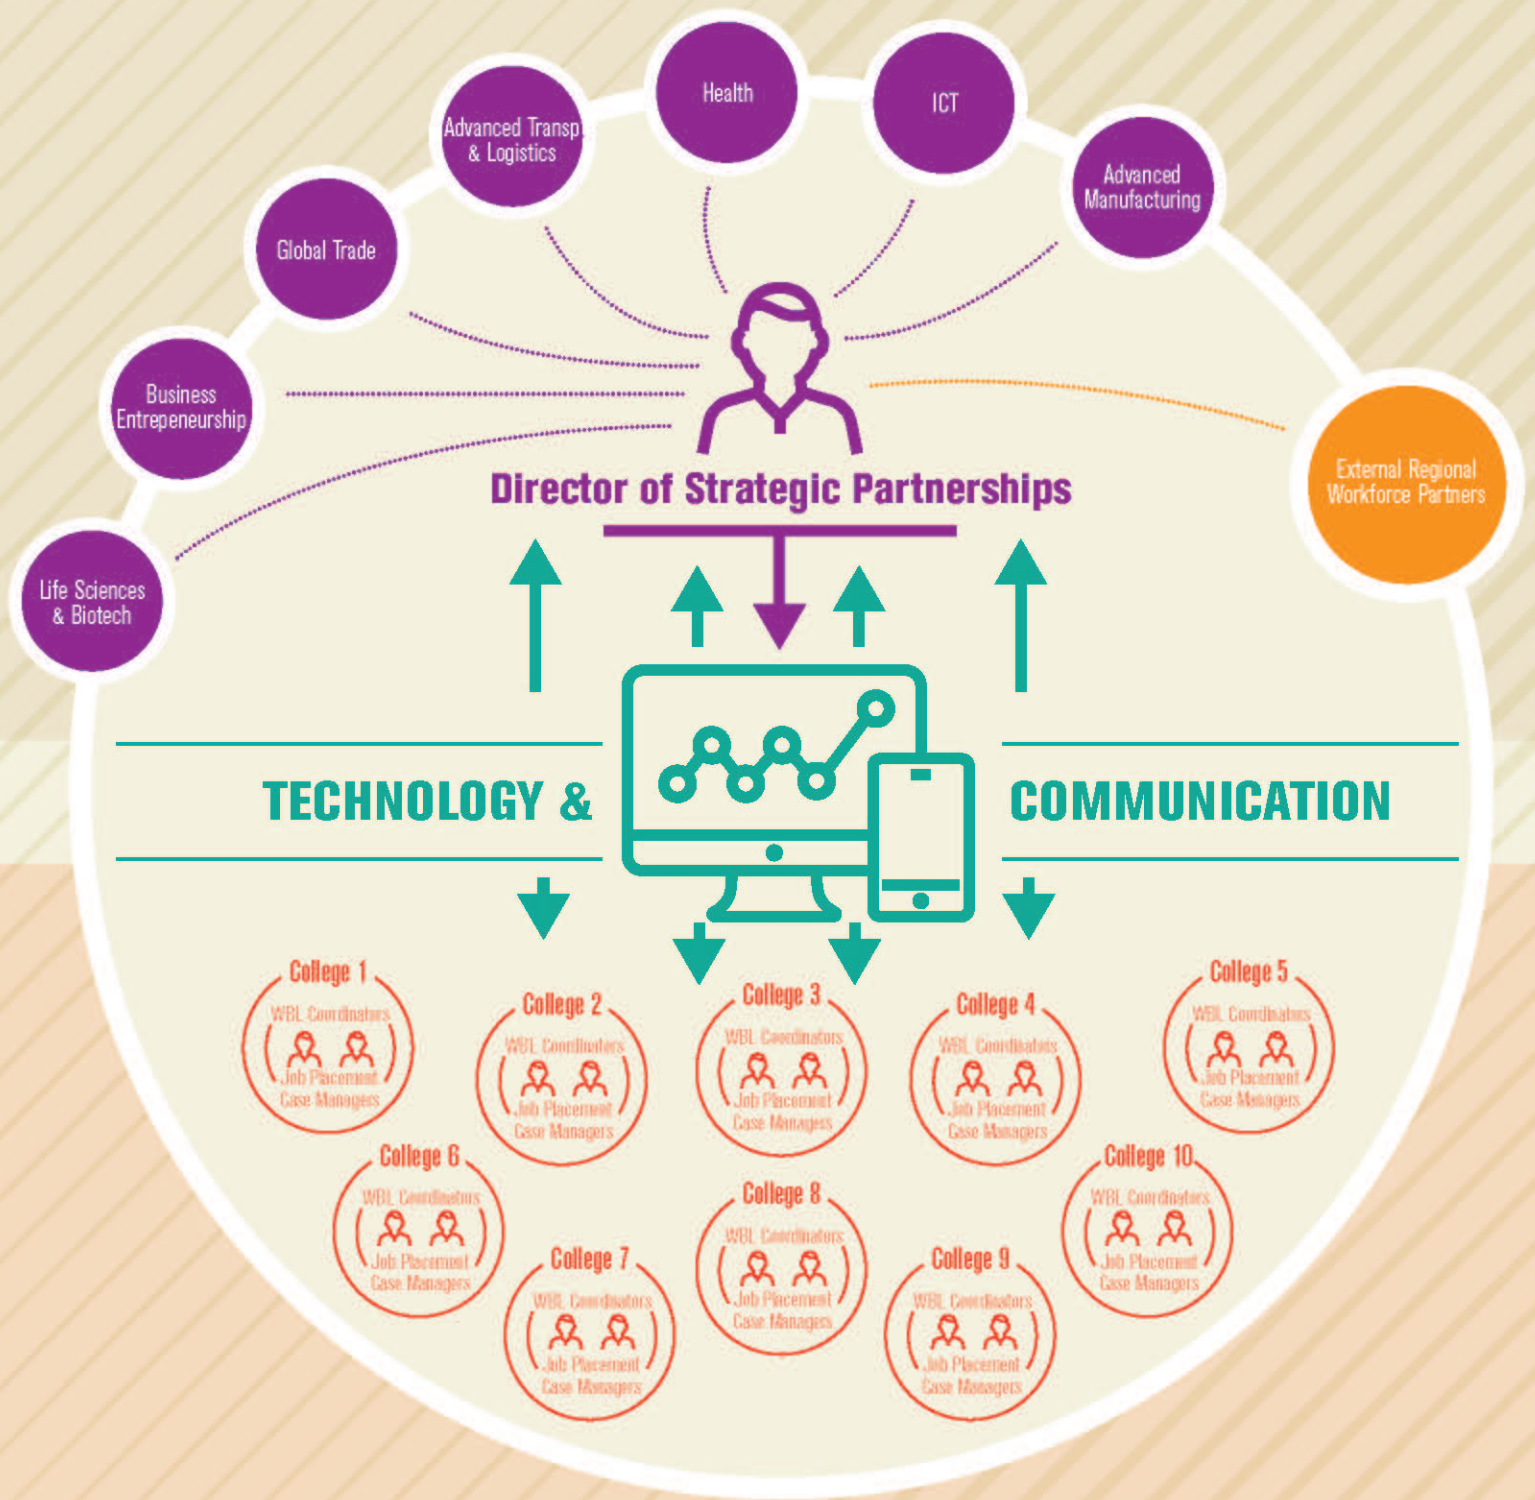 Health
ICT
Advanced Transp
& Logistics
Advanced
Manufacturing
Global Trade
Business
Entrepeneurship
External Regional
Workforce Partners
Life Sciences
& Biotech
Director of Strategic Partnerships
TECHNOLOGY &
COMMUNICATION
College 1
WBL Coordinators
Job Placement
Case Managers
College 2
WBL Coordinators
Job Placement
Case Managers
College 3
WBL Coordinators
Job Placement
Case Managers
College 4
WBL Coordinators
Job Placement
Case Managers
College 5
WBL Coordinators
Job Placement
Case Managers
College 6
WBL Coordinators
Job Placement
Case Managers
College 7
WBL Coordinators
Job Placement
Case Managers
College 8
WBL Coordinators
Job Placement
Case Managers
College 9
WBL Coordinators
Job Placement
Case Managers
College 10
WBL Coordinators
Job Placement
Case Managers